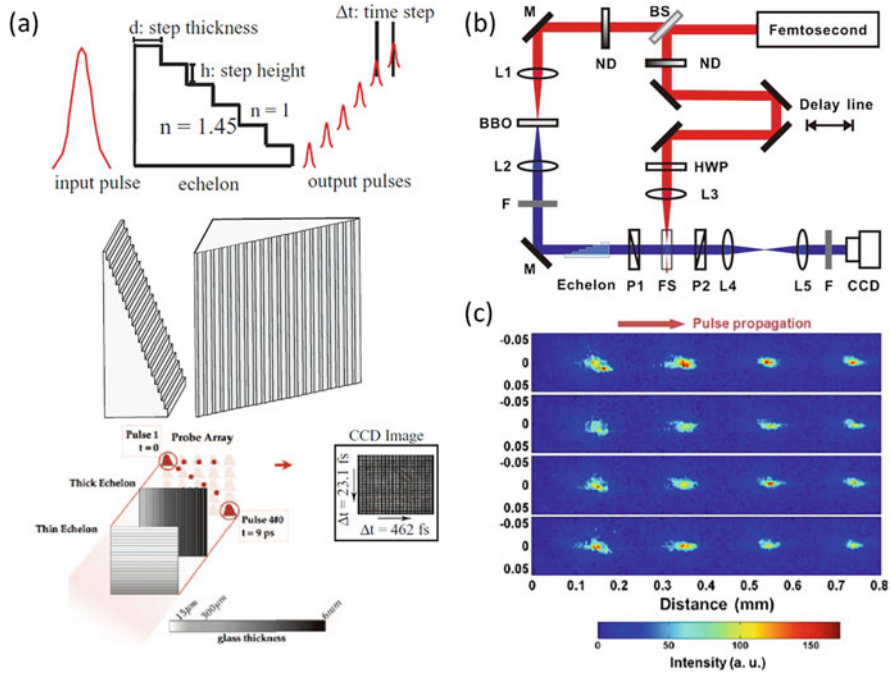 (a)
d: step thickness
Δt: time step
h: step height
n = 1
n = 1.45
input pulse
echelon
output pulses
Pulse 1
t = 0
Probe Array
Thick Echelon
Thin Echelon
Pulse 400
t = 9 ps
CCD Image
Δt = 23.1 fs
Δt = 462 fs
15μm
300μm
6mm
glass thickness
(b)
M
BS
Femtosecond
ND
ND
L1
Delay line
BBO
HWP
L2
L3
F
M
Echelon
P1
FS
P2
L4
L5
F
CCD
(c)
Pulse propagation
-0.05
0
0.05
-0.05
0
0.05
-0.05
0
0.05
-0.05
0
0.05
0
0.1
0.2
0.3
0.4
0.5
0.6
0.7
0.8
Distance (mm)
0
50
100
150
Intensity (a. u.)